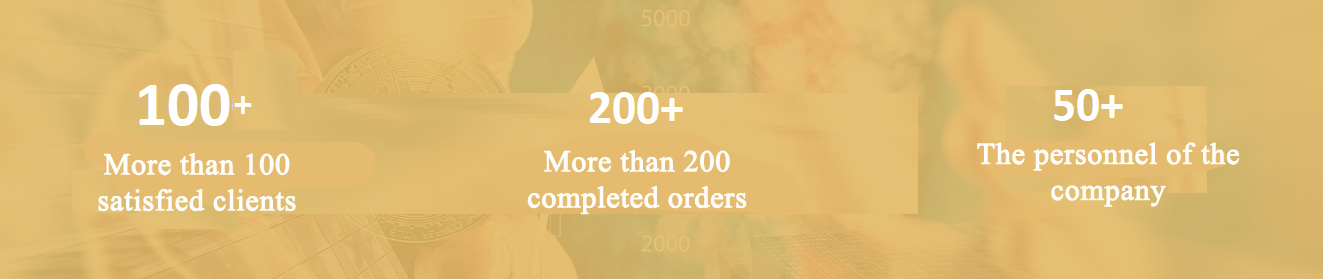 5000
3000
100+
200+
50+
More than 100
satisfied clients
More than 200
completed orders
The personnel of the
company
2000